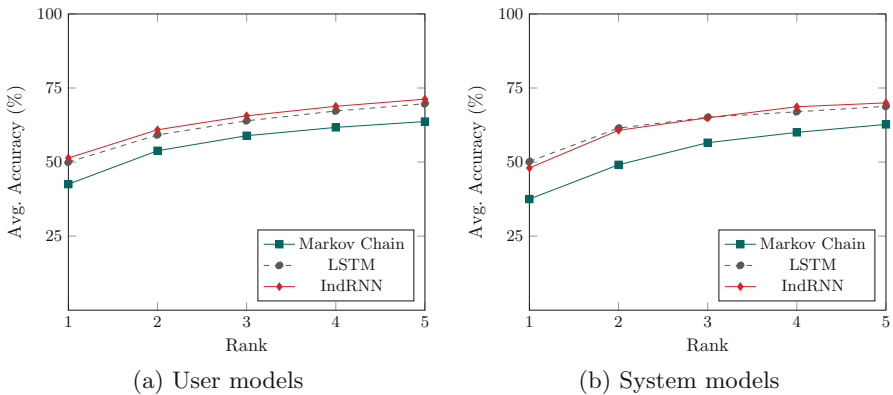 100
75
50
25
Avg. Accuracy (%)
Markov Chain
LSTM
IndRNN
1 2 3 4 5
Rank
(a) User models
100
75
50
25
Avg. Accuracy (%)
Markov Chain
LSTM
IndRNN
1 2 3 4 5
Rank
(b) System models